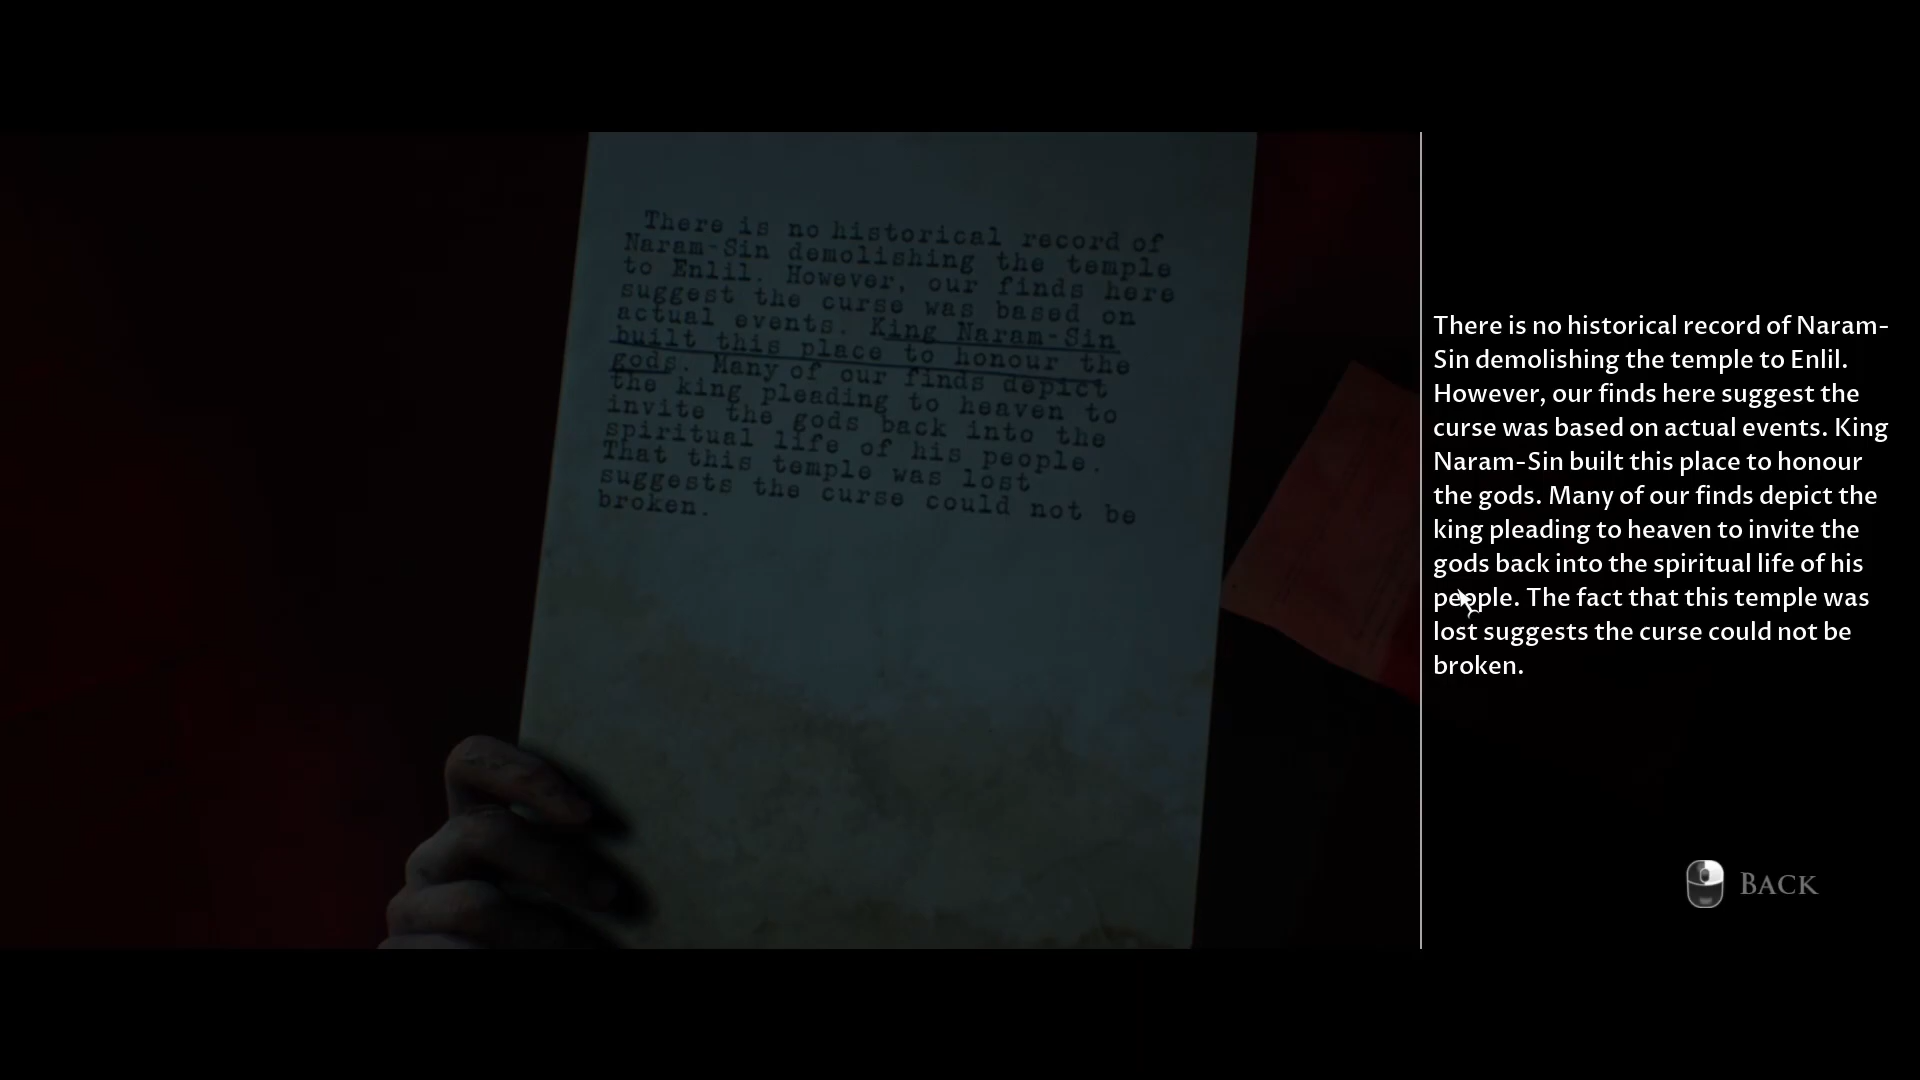 There is no historical record of
Naram-Sin demolishing the temple
to Enlil. However, our finds here
suggest the curse was based on
actual events. King Naram-Sin
built this place to honour the
gods. Many of our finds depict
the king pleading to heaven to
invite the gods back into the
spiritual life of his people.
That this temple was lost
suggests the curse could not be
broken.
There is no historical record of Naram-
Sin demolishing the temple to Enlil.
However, our finds here suggest the
curse was based on actual events. King
Naram-Sin built this place to honour
the gods. Many of our finds depict the
king pleading to heaven to invite the
gods back into the spiritual life of his
people. The fact that this temple was
lost suggests the curse could not be
broken.
BACK